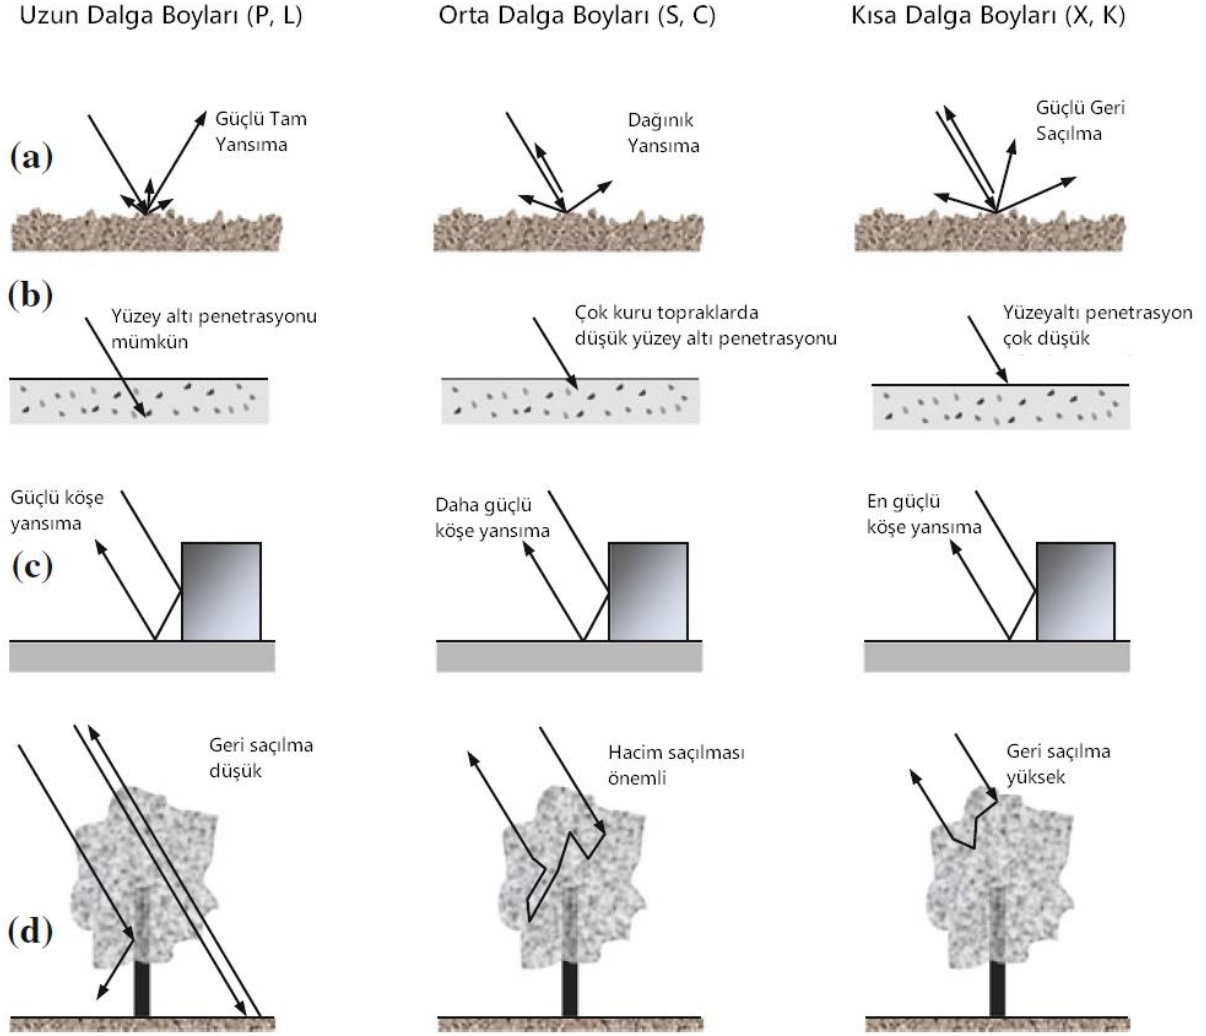 Uzun Dalga Boyları (P, L)
Orta Dalga Boyları (S, C)
Kısa Dalga Boyları (X, K)
(a)
Güçlü Tam
Yansıma
Dağınık
Yansıma
Güçlü Geri
Saçılma
(b)
Yüzey altı penetrasyonu
mümkün
Çok kuru topraklarda
düşük yüzey altı penetrasyonu
Yüzeyaltı penetrasyon
çok düşük
(c)
Güçlü köşe
yansıma
Daha güçlü
köşe yansıma
En güçlü
köşe yansıma
(d)
Geri saçılma
düşük
Hacim saçılması
önemli
Geri saçılma
yüksek